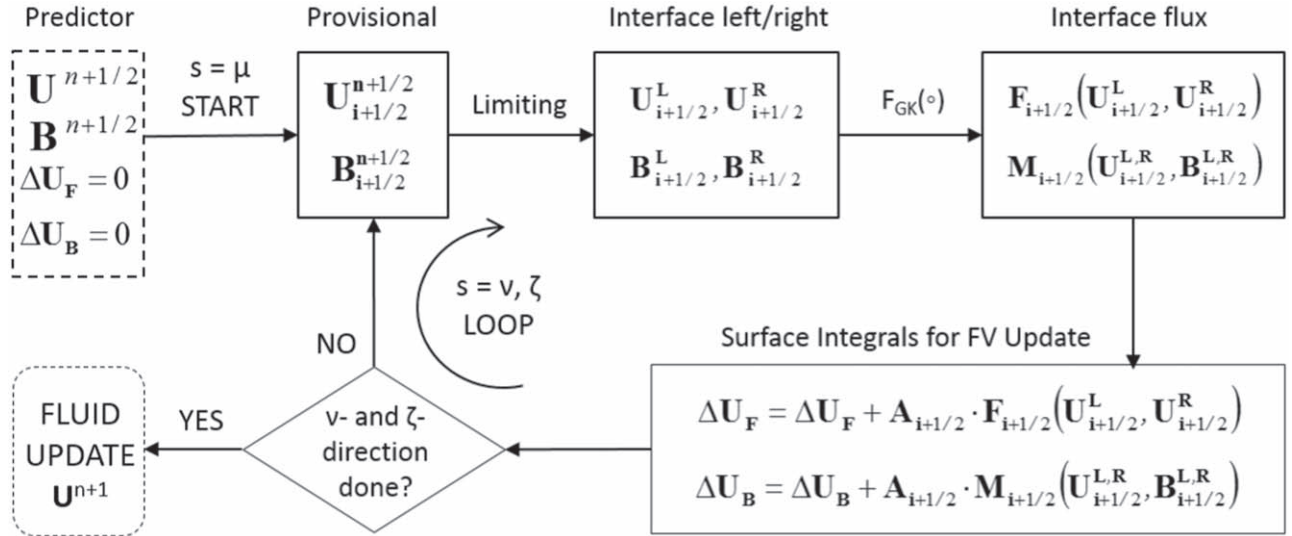 Predictor
Provisional
Interface left/right
Interface flux
U^{n+1/2}
B^{n+1/2}
ΔU_F = 0
ΔU_B = 0
s = μ
START
U^{n+1/2}_{i+1/2}
B^{n+1/2}_{i+1/2}
Limiting
U^L_{i+1/2}, U^R_{i+1/2}
B^L_{i+1/2}, B^R_{i+1/2}
F_{GK}(∘)
F_{i+1/2}(U^L_{i+1/2}, U^R_{i+1/2})
M_{i+1/2}(U^{L,R}_{i+1/2}, B^{L,R}_{i+1/2})
s = ν, ζ
LOOP
Surface Integrals for FV Update
ΔU_F = ΔU_F + A_{i+1/2} · F_{i+1/2}(U^L_{i+1/2}, U^R_{i+1/2})
ΔU_B = ΔU_B + A_{i+1/2} · M_{i+1/2}(U^{L,R}_{i+1/2}, B^{L,R}_{i+1/2})
NO
ν- and ζ-
direction
done?
YES
FLUID
UPDATE
U^{n+1}